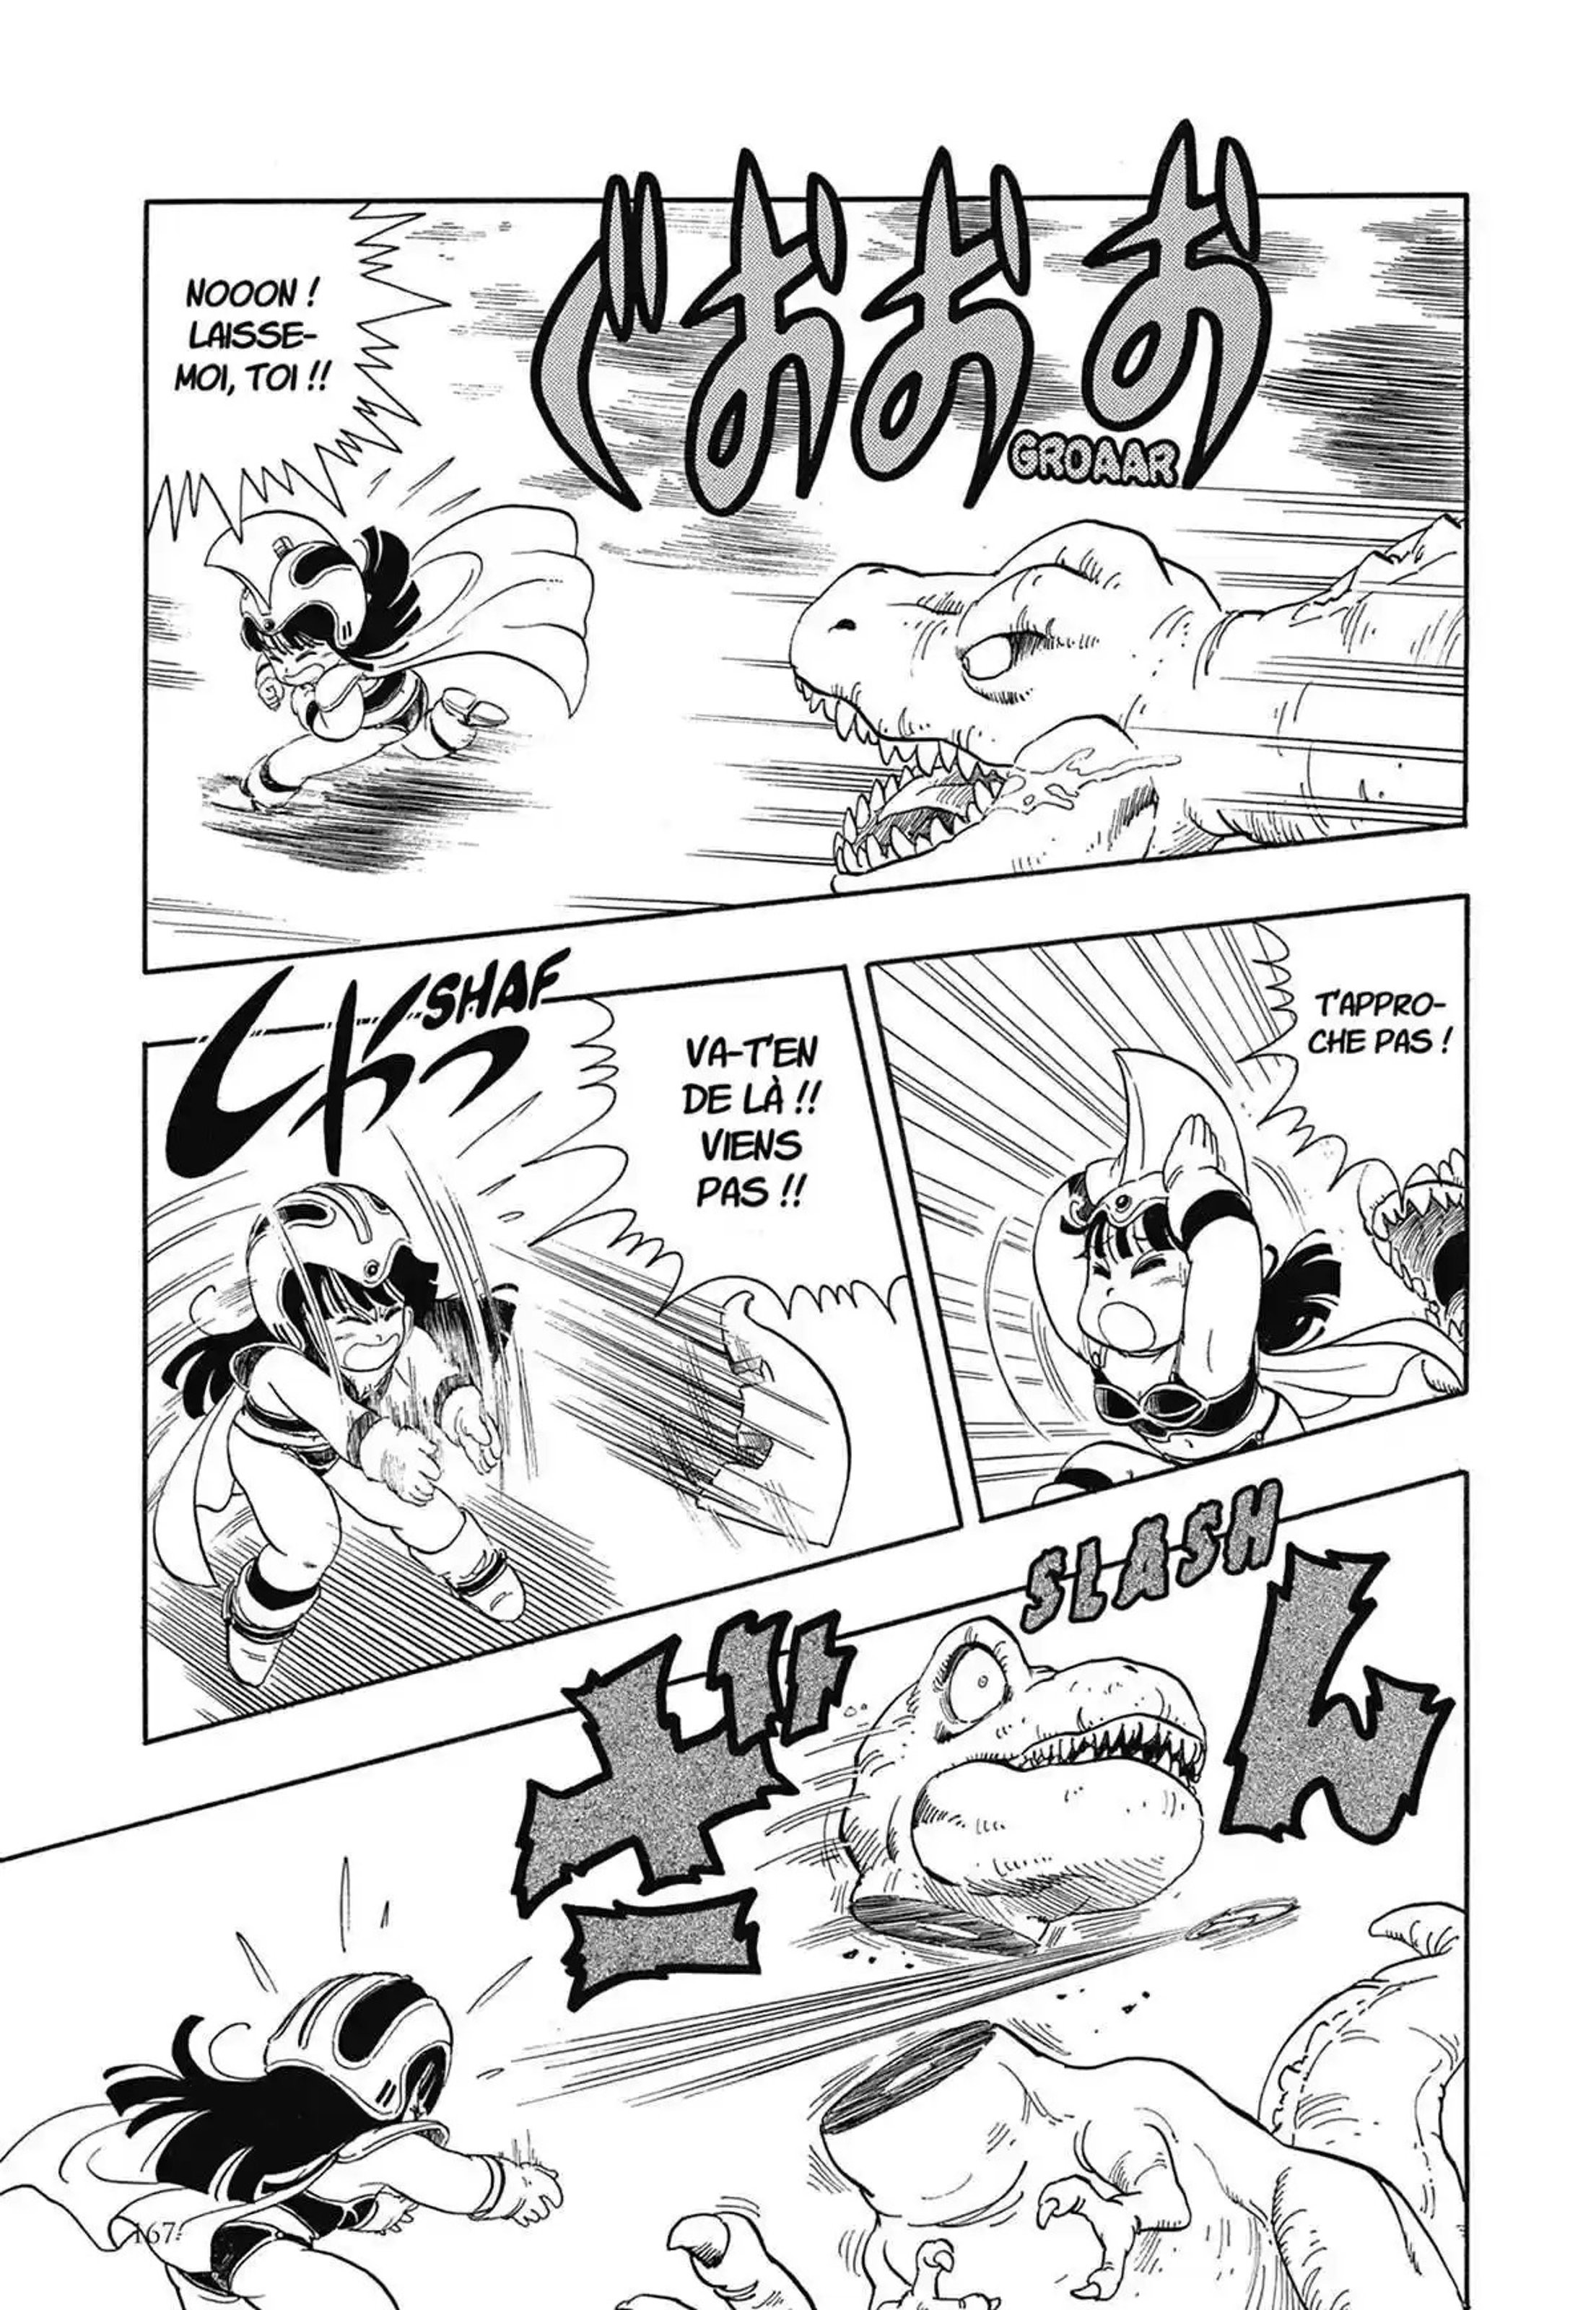 NOOON !
LAISSE-
MOI, TOI !!
ぐおおお
GROAAR
T'APPRO-
CHE PAS !
VA-T'EN
DE LÀ !!
VIENS
PAS !!
SHAF
しゃっ
SLASH
ザン
167